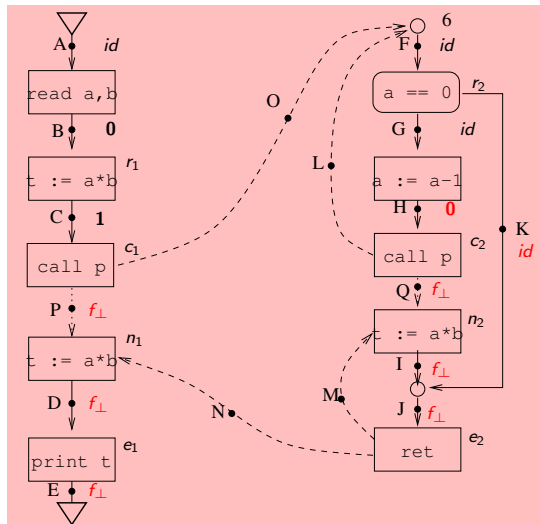 A id
read a,b
B 0
r1
t := a*b
C 1
c1
call p
P f⊥
n1
t := a*b
D f⊥
e1
print t
E f⊥
O
L
N
M
6
F id
r2
a == 0
G id
a := a-1
H 0
K
id
c2
call p
Q f⊥
n2
t := a*b
I f⊥
J f⊥
e2
ret